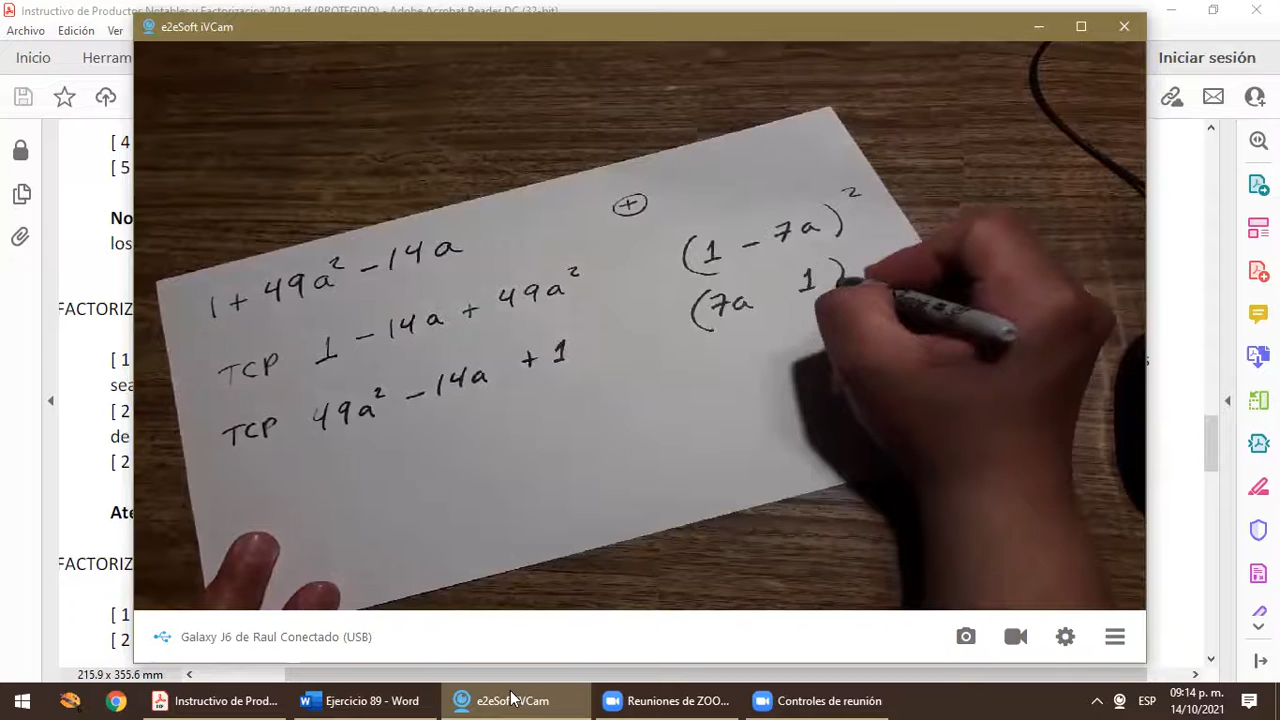 Instructivo de Productos Notables y Factorizacion 2021.pdf (PROTEGIDO) - Adobe Acrobat Reader DC (32-bit)
e2eSoft iVCam
Archivo Edición Ver
Inicio Herram
Iniciar sesión
[ 4
[ 5
No
los
[ 1
sea
[ 2
de
[ 2
Ate
FACTORIZ
FACTORIZ
[ 1
[ 2
+
1 + 49a² - 14a
(1 - 7a)²
TCP 1 - 14a + 49a²
(7a 1)
TCP 49a² - 14a + 1
Galaxy J6 de Raul Conectado (USB)
215.9 x 355.6 mm
Instructivo de Prod...
Ejercicio 89 - Word
e2eSoft iVCam
Reuniones de ZOO...
Controles de reunión
ESP
09:14 p. m.
14/10/2021